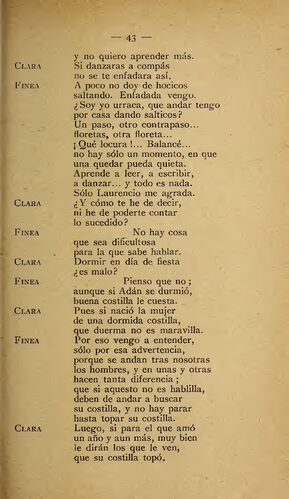 — 43 —
y no quiero aprender más.
CLARA Si danzaras a compás
no se te enfadara así.
FINEA A poco no doy de hocicos
saltando. Enfadada vengo.
¿Soy yo urraca, que andar tengo
por casa dando salticos?
Un paso, otro contrapaso...
floretas, otra floreta...
¡Qué locura!... Balancé...
no hay sólo un momento, en que
una quedar pueda quieta.
Aprende a leer, a escribir,
a danzar... y todo es nada.
Sólo Laurencio me agrada.
CLARA ¿Y cómo te he de decir,
ni he de poderte contar
lo sucedido?
FINEA No hay cosa
que sea dificultosa
para la que sabe hablar.
CLARA Dormir en día de fiesta
¿es malo?
FINEA Pienso que no;
aunque si Adán se durmió,
buena costilla le cuesta.
CLARA Pues si nació la mujer
de una dormida costilla,
que duerma no es maravilla.
FINEA Por eso vengo a entender,
sólo por esa advertencia,
porque se andan tras nosotras
los hombres, y en unas y otras
hacen tanta diferencia;
que si aquesto no es hablilla,
deben de andar a buscar
su costilla, y no hay parar
hasta topar su costilla.
CLARA Luego, si para el que amó
un año y aun más, muy bien
le dirán los que le ven,
que su costilla topó.